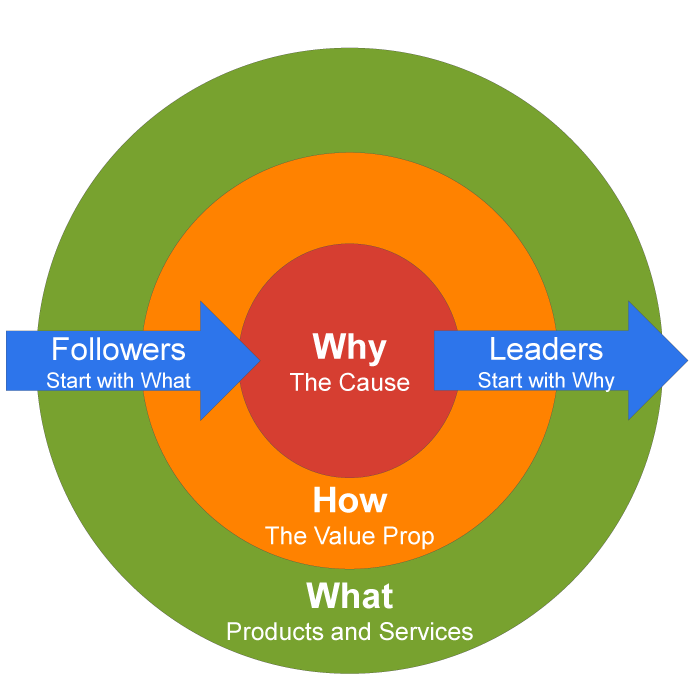 Followers
Start with What
Why
The Cause
Leaders
Start with Why
How
The Value Prop
What
Products and Services